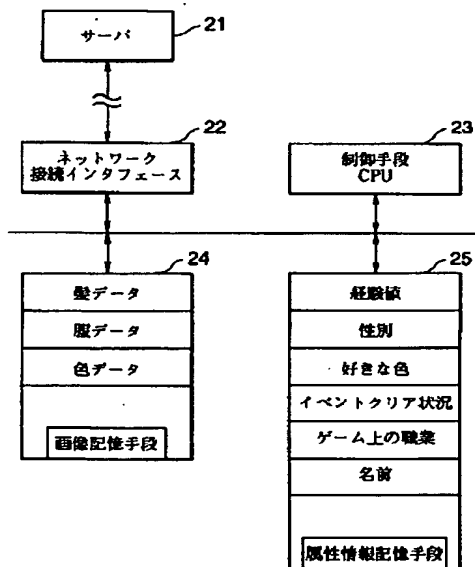 サーバ
21
22
ネットワーク
接続インタフェース
23
制御手段
CPU
24
髪データ
服データ
色データ
画像記憶手段
25
経験値
性別
好きな色
イベントクリア状況
ゲーム上の職業
名前
属性情報記憶手段